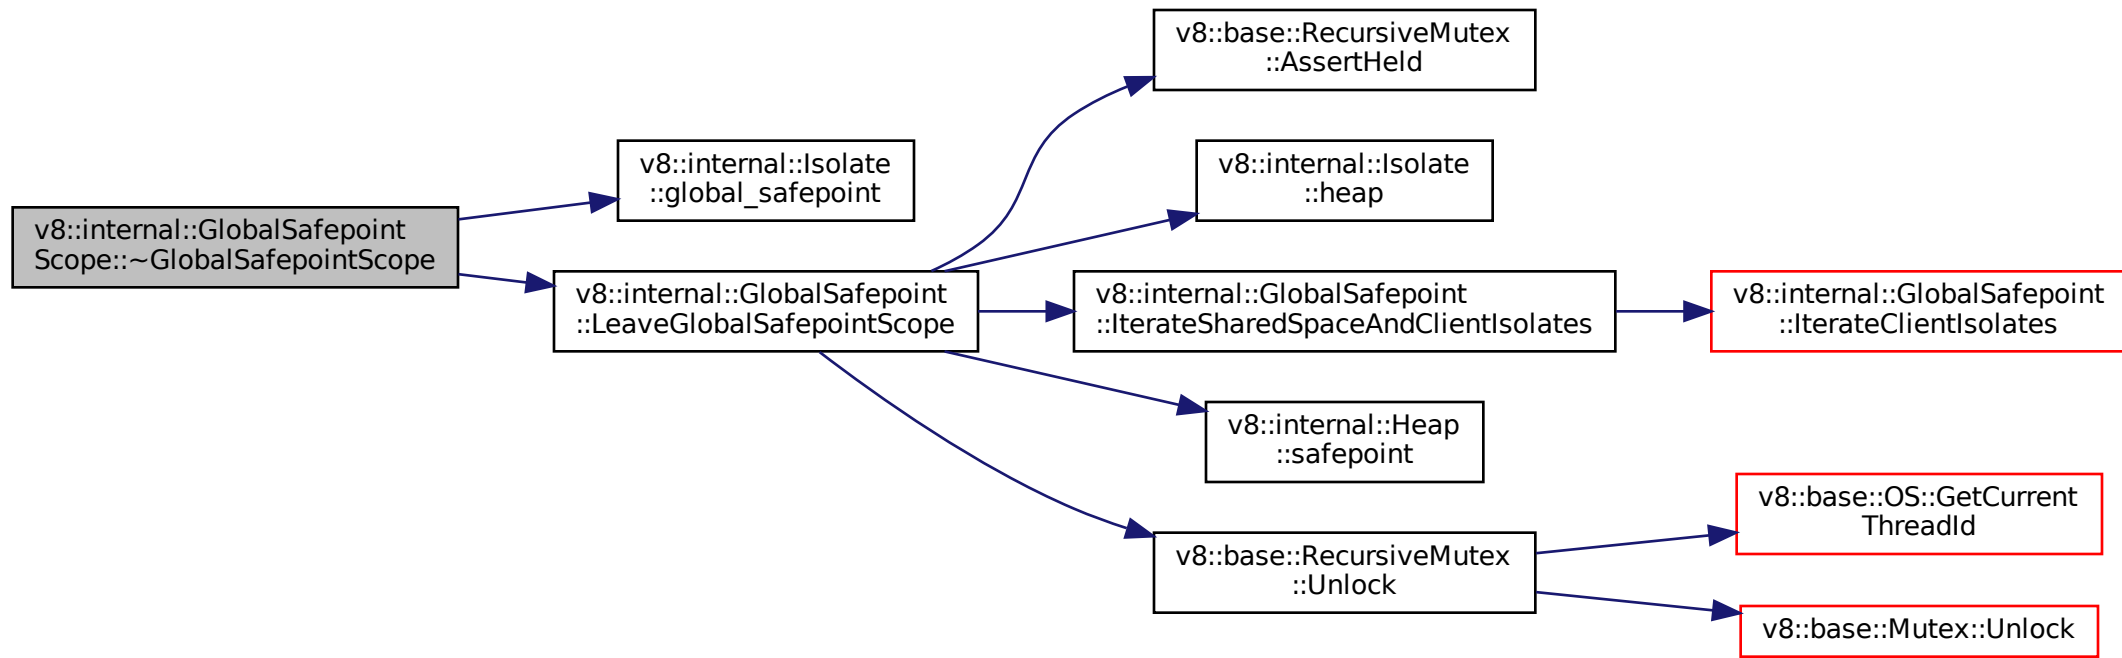 v8::internal::GlobalSafepoint
Scope::~GlobalSafepointScope
v8::internal::Isolate
::global_safepoint
v8::internal::GlobalSafepoint
::LeaveGlobalSafepointScope
v8::base::RecursiveMutex
::AssertHeld
v8::internal::Isolate
::heap
v8::internal::GlobalSafepoint
::IterateSharedSpaceAndClientIsolates
v8::internal::GlobalSafepoint
::IterateClientIsolates
v8::internal::Heap
::safepoint
v8::base::RecursiveMutex
::Unlock
v8::base::OS::GetCurrent
ThreadId
v8::base::Mutex::Unlock